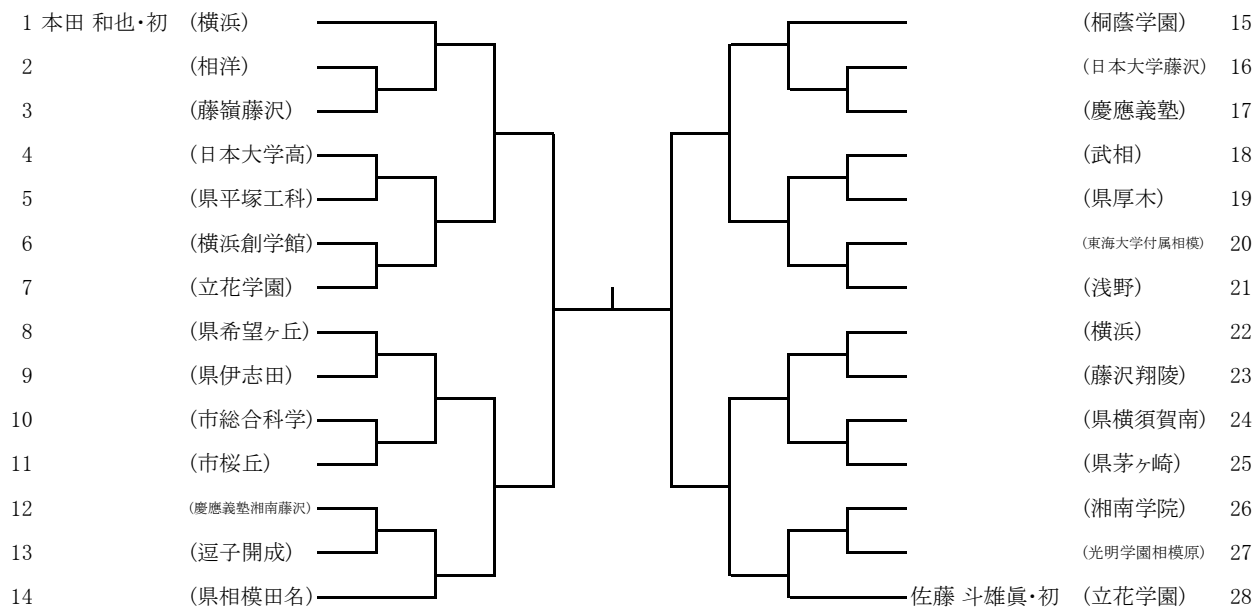 1 本田 和也・初 (横浜)
2 (相洋)
3 (藤嶺藤沢)
4 (日本大学高)
5 (県平塚工科)
6 (横浜創学館)
7 (立花学園)
8 (県希望ヶ丘)
9 (県伊志田)
10 (市総合科学)
11 (市桜丘)
12 (慶應義塾湘南藤沢)
13 (逗子開成)
14 (県相模田名)
(桐蔭学園) 15
(日本大学藤沢) 16
(慶應義塾) 17
(武相) 18
(県厚木) 19
(東海大学付属相模) 20
(浅野) 21
(横浜) 22
(藤沢翔陵) 23
(県横須賀南) 24
(県茅ヶ崎) 25
(湘南学院) 26
(光明学園相模原) 27
佐藤 斗雄眞・初 (立花学園) 28